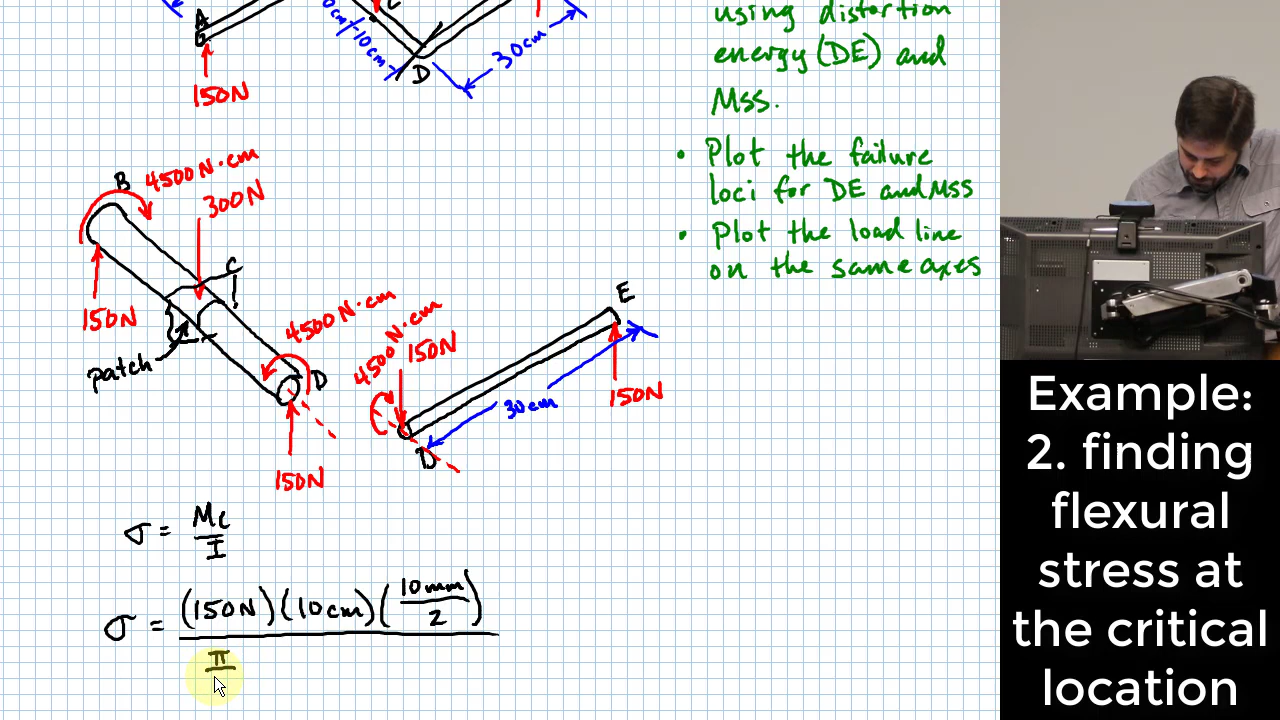 A
150N
10cm
D
30cm
using distortion
energy (DE) and
MSS.
• Plot the failure
loci for DE and MSS
• Plot the load line
on the same axes
B
4500 N·cm
300N
C
150N
patch
4500 N·cm
D
150N
4500 N·cm
150N
E
150N
30cm
D
σ = Mc
I
σ = (150N)(10cm)(10mm
2)
π
Example:
2. finding
flexural
stress at
the critical
location